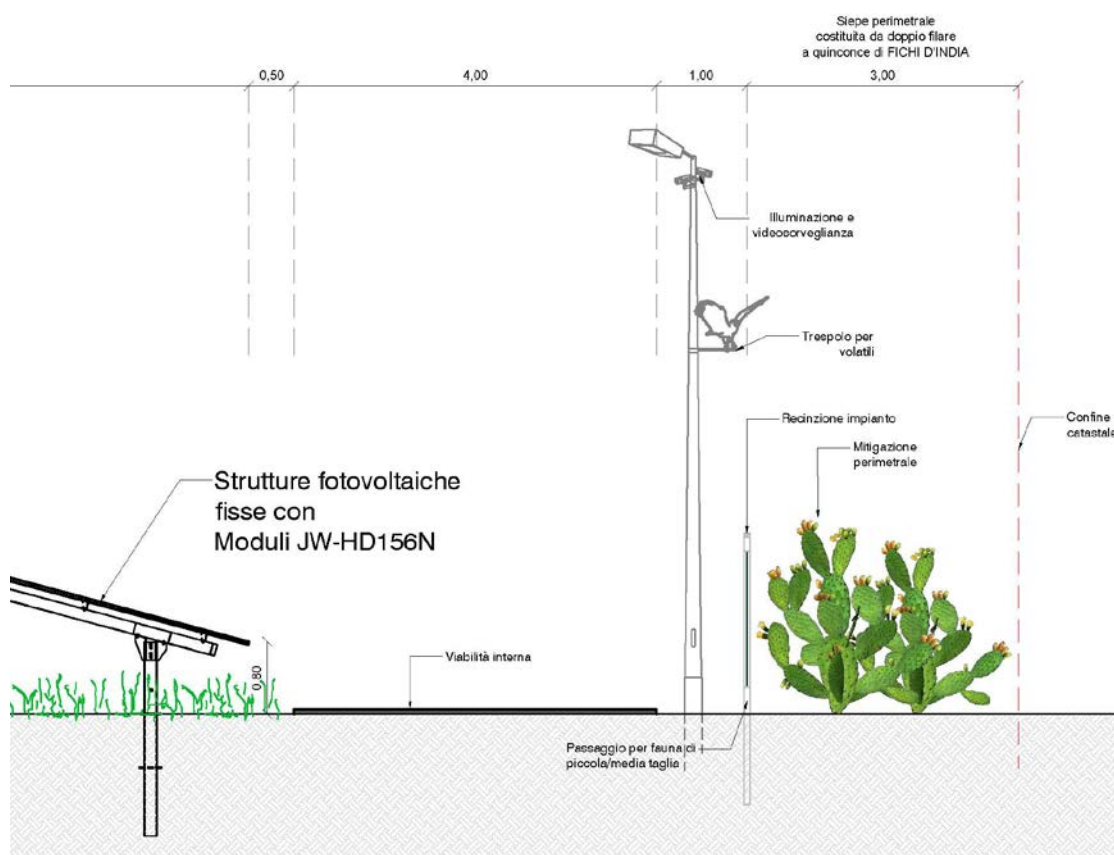 Siepe perimetrale
costituita da doppio filare
a quinconce di FICHI D'INDIA
0,50
4,00
1,00
3,00
Illuminazione e
videosorveglianza
Trespolo per
volatili
Recinzione impianto
Confine
catastale
Mitigazione
perimetrale
Strutture fotovoltaiche
fisse con
Moduli JW-HD156N
0,80
Viabilità interna
Passaggio per fauna di
piccola/media taglia